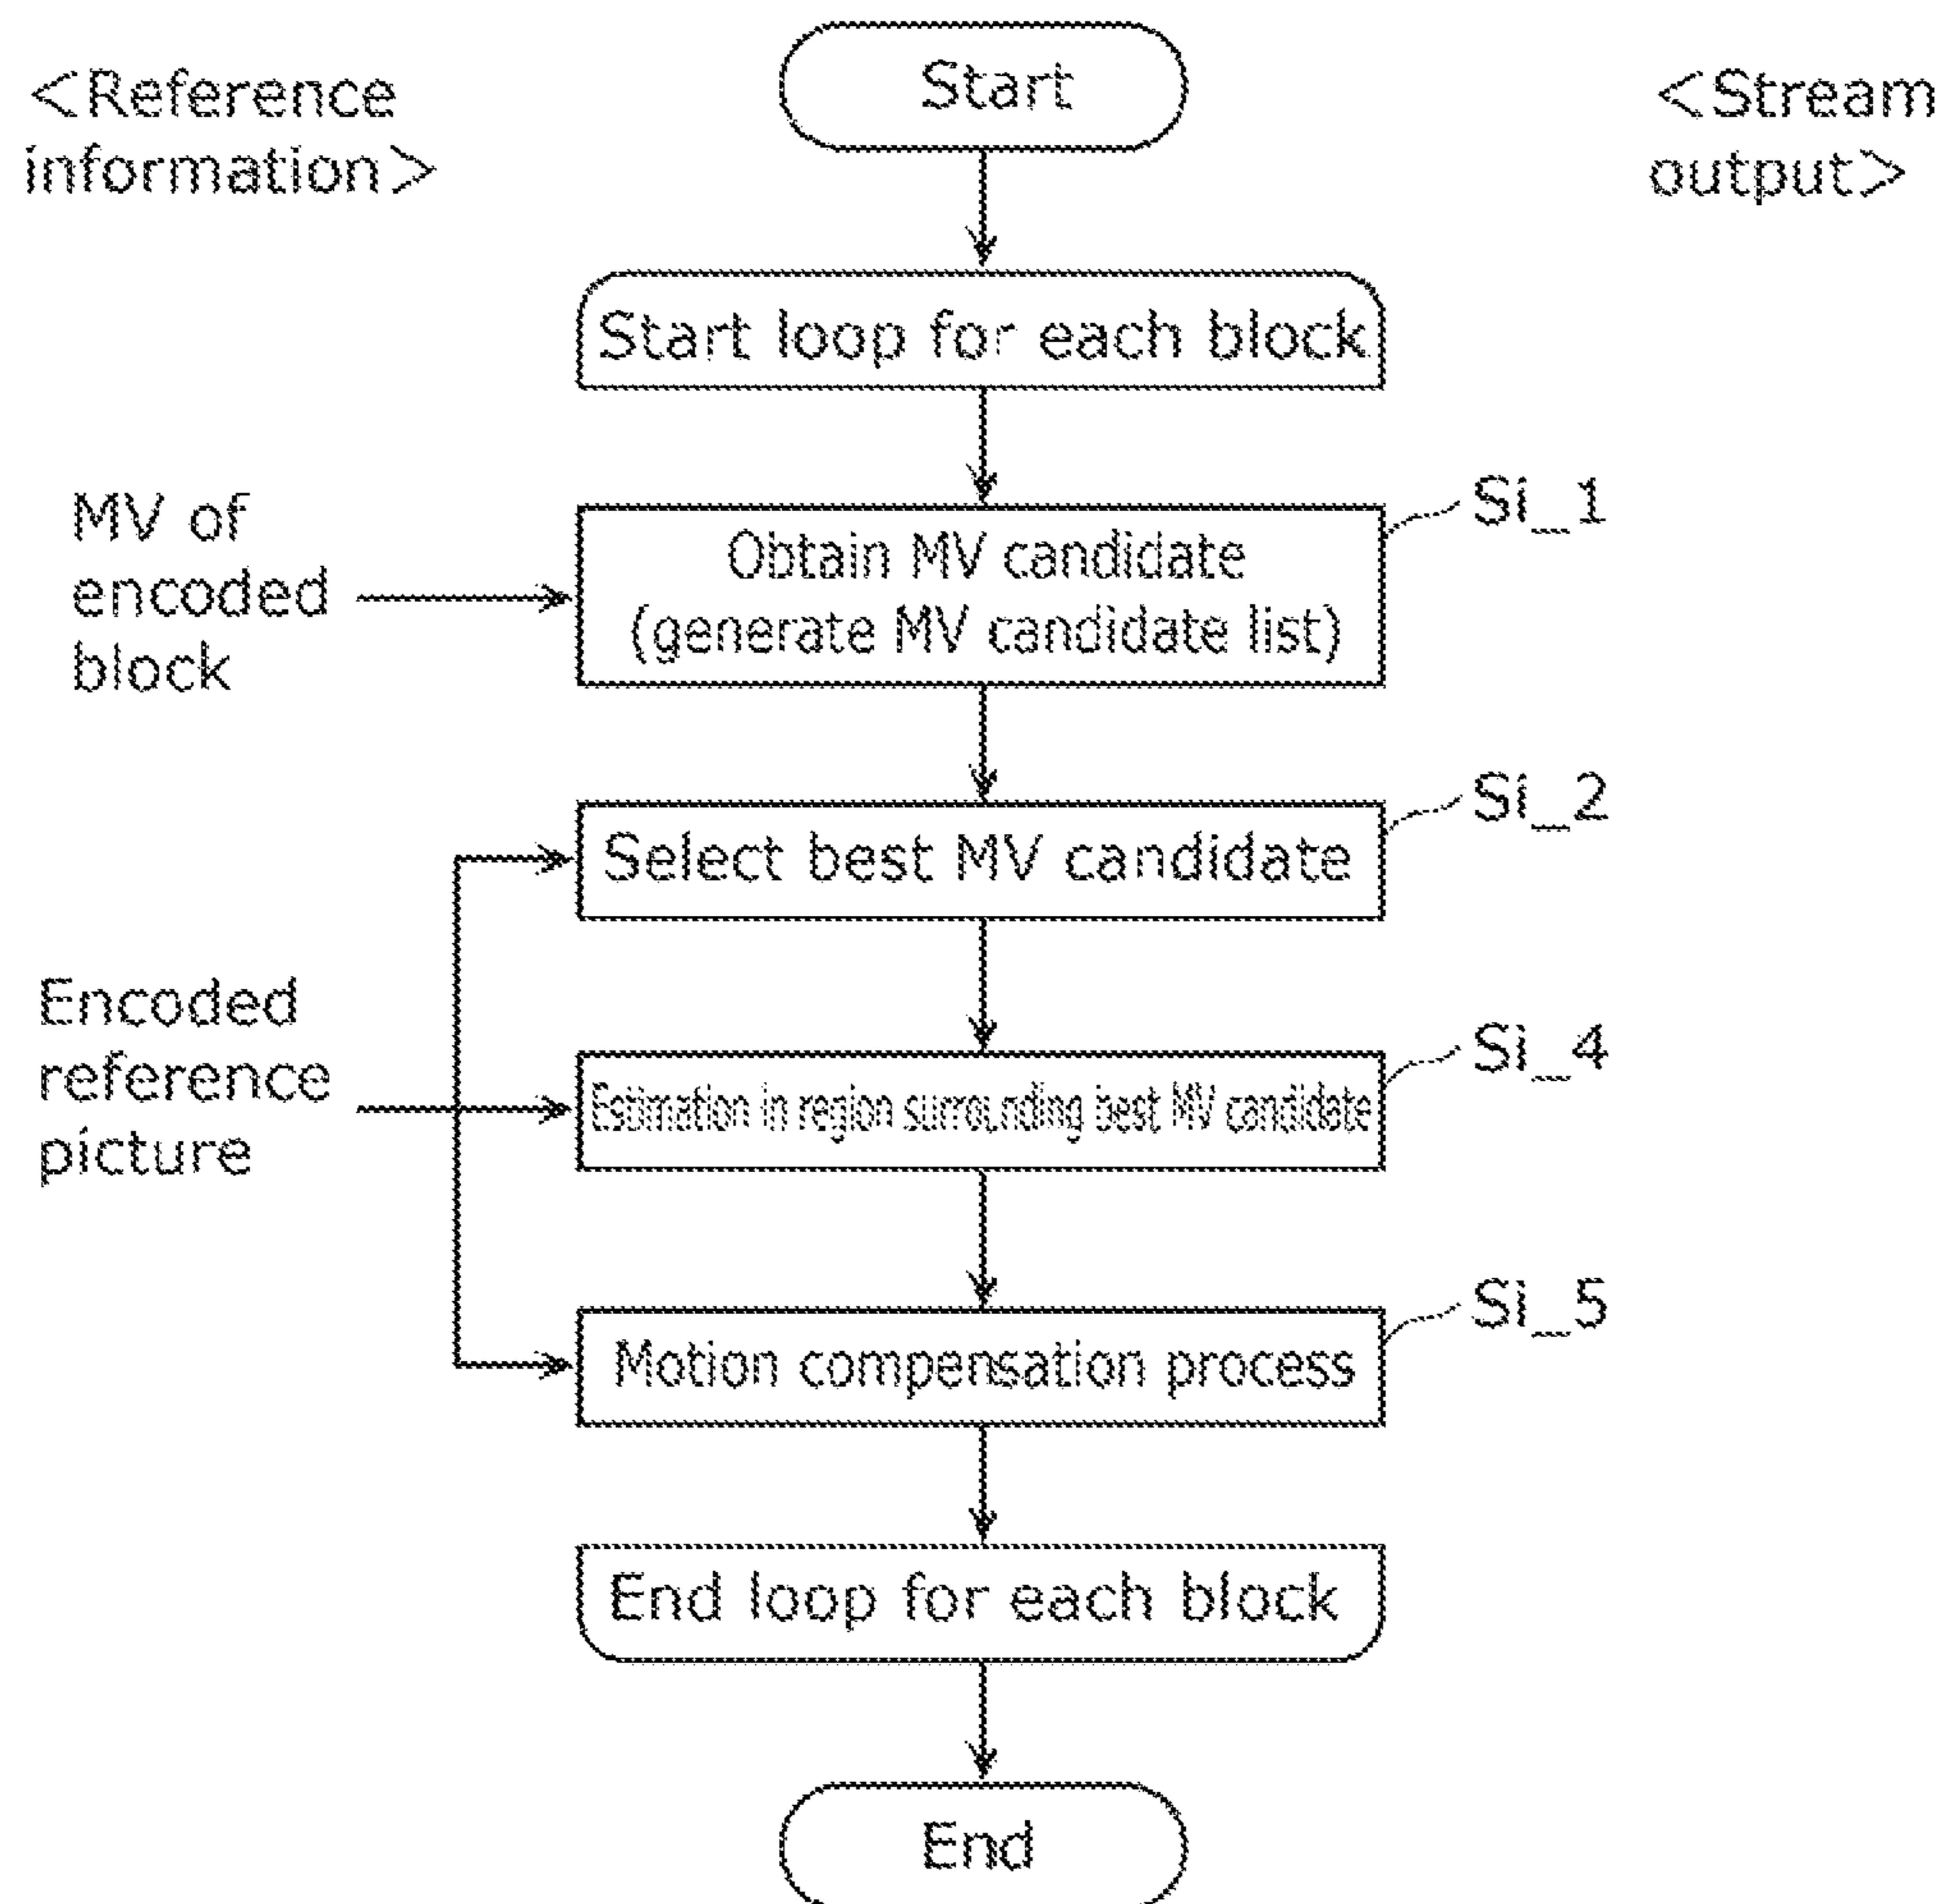 <Reference
information>
Start
<Stream
output>
Start loop for each block
MV of
encoded
block
Obtain MV candidate
(generate MV candidate list)
Si_1
Select best MV candidate
Si_2
Encoded
reference
picture
Estimation in region surrounding best MV candidate
Si_4
Motion compensation process
Si_5
End loop for each block
End